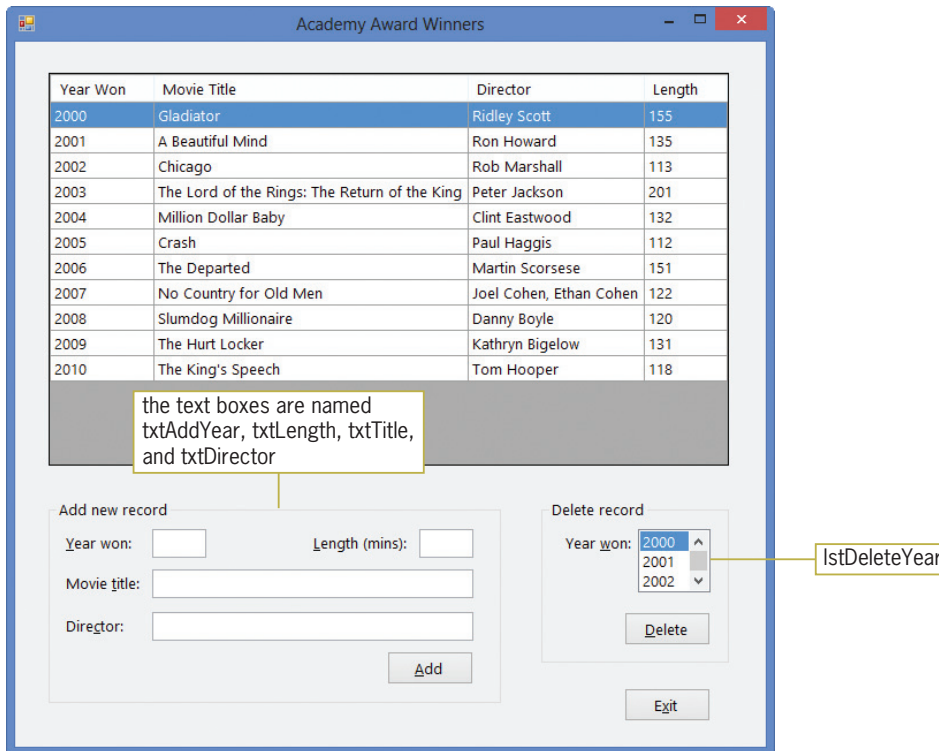 Academy Award Winners
Year Won Movie Title Director Length
2000 Gladiator Ridley Scott 155
2001 A Beautiful Mind Ron Howard 135
2002 Chicago Rob Marshall 113
2003 The Lord of the Rings: The Return of the King Peter Jackson 201
2004 Million Dollar Baby Clint Eastwood 132
2005 Crash Paul Haggis 112
2006 The Departed Martin Scorsese 151
2007 No Country for Old Men Joel Cohen, Ethan Cohen 122
2008 Slumdog Millionaire Danny Boyle 120
2009 The Hurt Locker Kathryn Bigelow 131
2010 The King's Speech Tom Hooper 118
the text boxes are named
txtAddYear, txtLength, txtTitle,
and txtDirector
Add new record
Year won: Length (mins):
Movie title:
Director:
Add
Delete record
Year won: 2000
2001
2002
lstDeleteYear
Delete
Exit